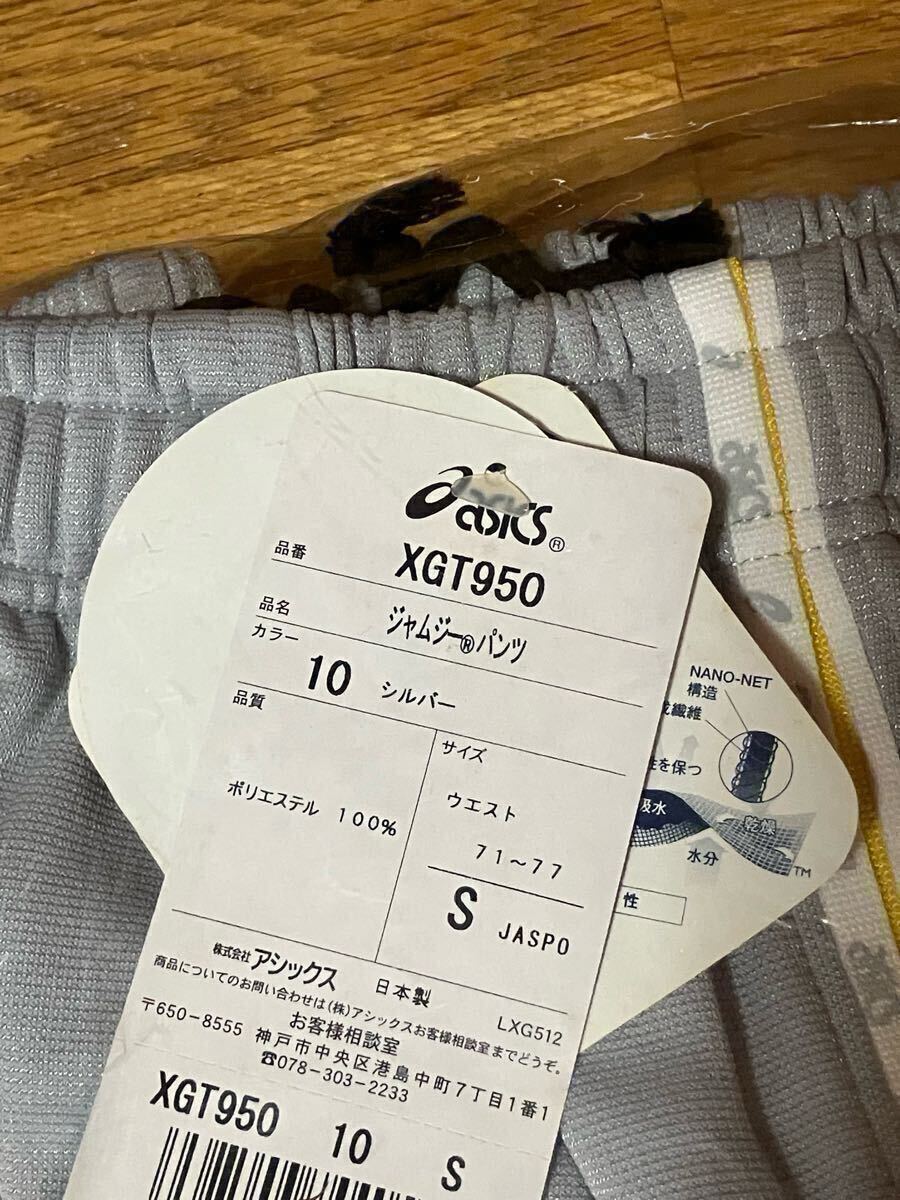 asics®
品番
XGT950
品名
ジャムジー®パンツ
カラー
10 シルバー
品質
サイズ
ポリエステル 100%
ウエスト
71〜77
S JASPO
株式会社アシックス 日本製
LXG512
商品についてのお問い合わせは(株)アシックスお客様相談室までどうぞ。
お客様相談室
〒650-8555 神戸市中央区港島中町7丁目1番1
☎078-303-2233
XGT950 10 S
NANO-NET
構造
繊維
性を保つ
吸水
乾燥
水分
TM
性